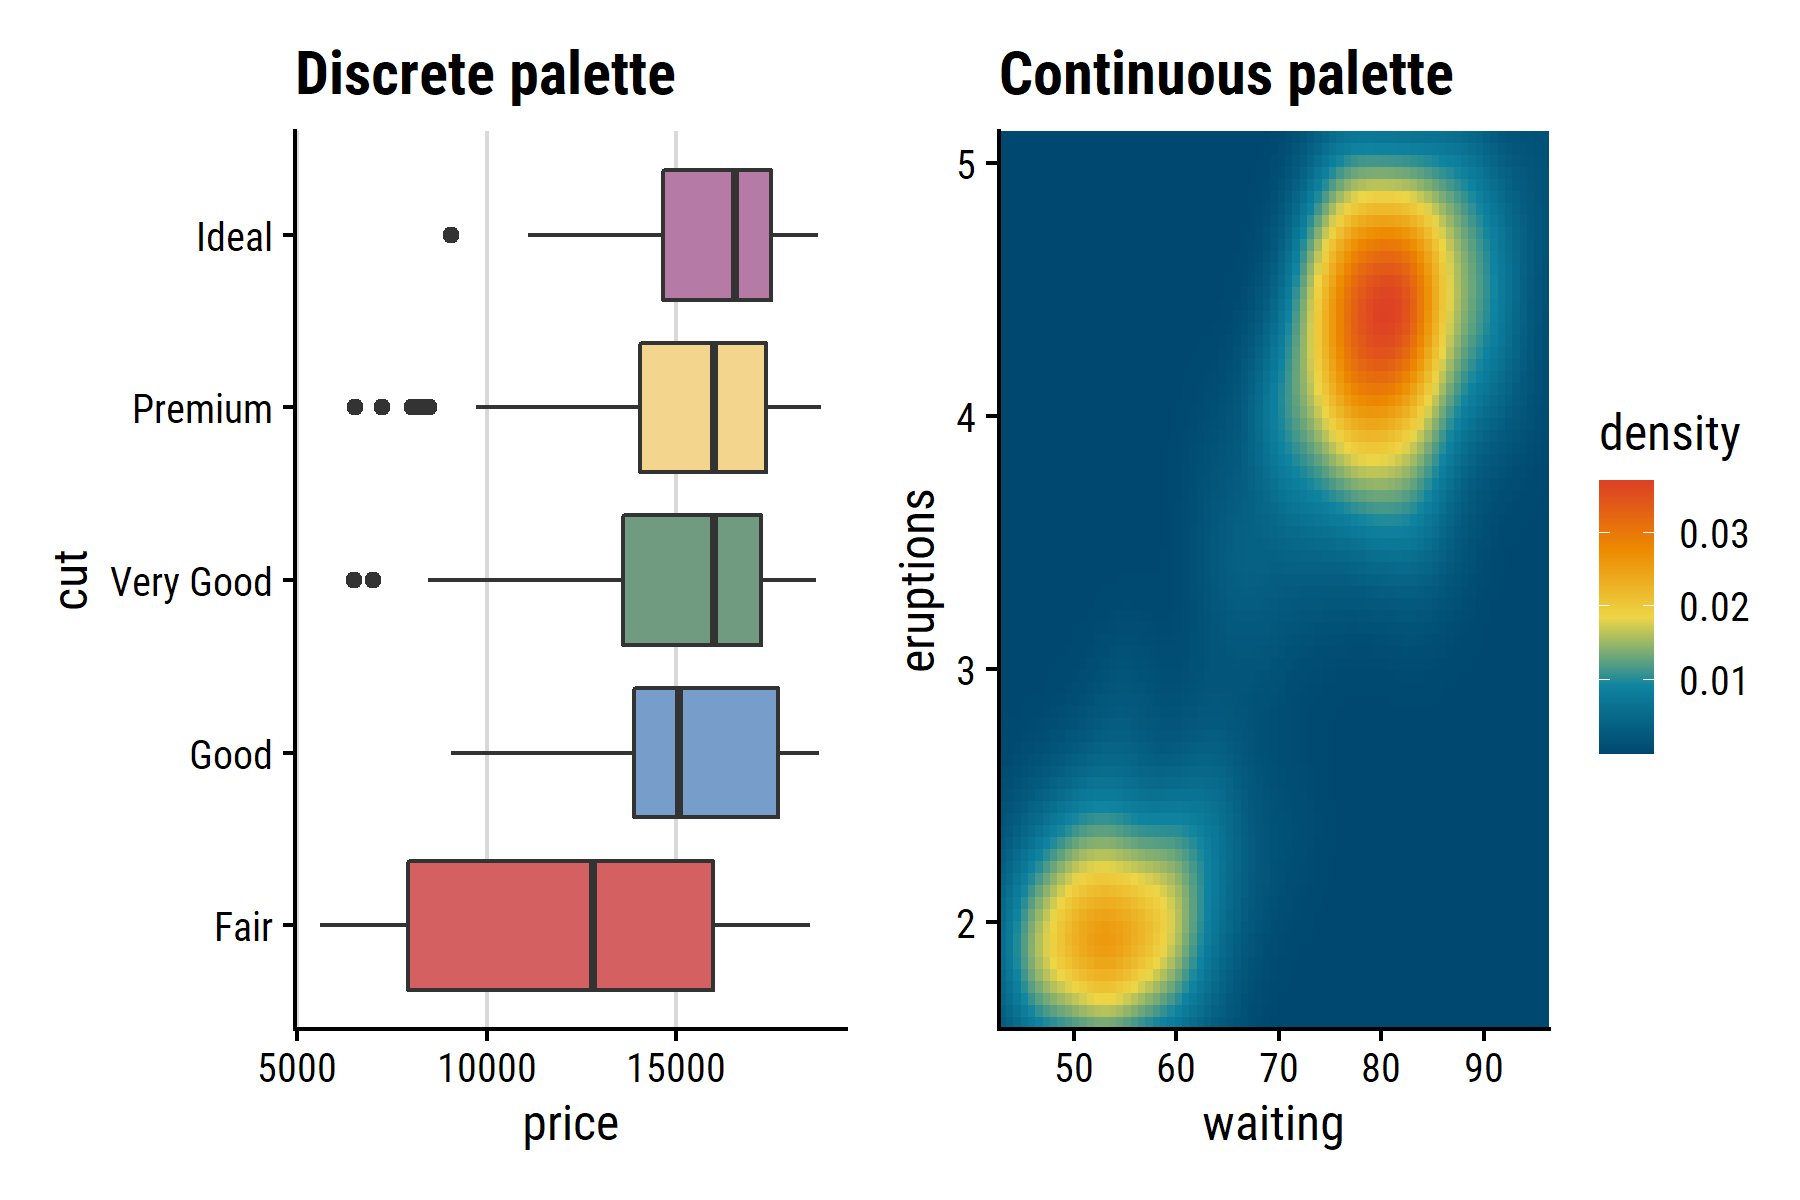 Discrete palette
cut
Ideal
Premium
Very Good
Good
Fair
5000 10000 15000
price
Continuous palette
eruptions
5
4
3
2
50 60 70 80 90
waiting
density
0.03
0.02
0.01